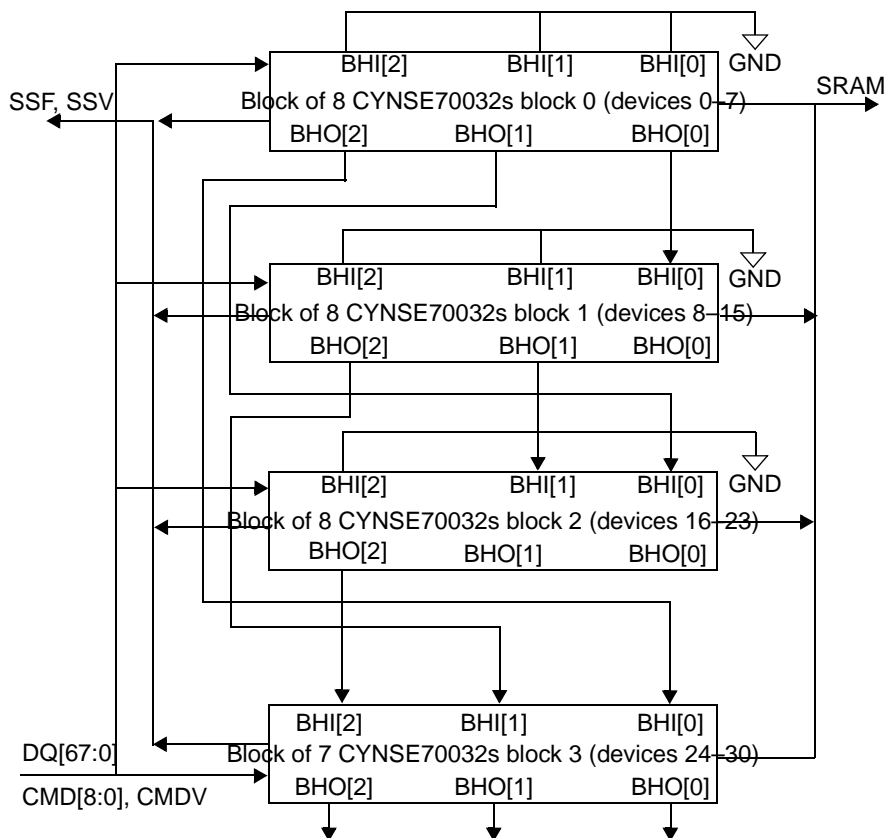 BHI[2] BHI[1] BHI[0] GND
SSF, SSV Block of 8 CYNSE70032s block 0 (devices 0–7) SRAM
BHO[2] BHO[1] BHO[0]
BHI[2] BHI[1] BHI[0] GND
Block of 8 CYNSE70032s block 1 (devices 8–15)
BHO[2] BHO[1] BHO[0]
BHI[2] BHI[1] BHI[0] GND
Block of 8 CYNSE70032s block 2 (devices 16–23)
BHO[2] BHO[1] BHO[0]
BHI[2] BHI[1] BHI[0]
DQ[67:0] Block of 7 CYNSE70032s block 3 (devices 24–30)
CMD[8:0], CMDV BHO[2] BHO[1] BHO[0]